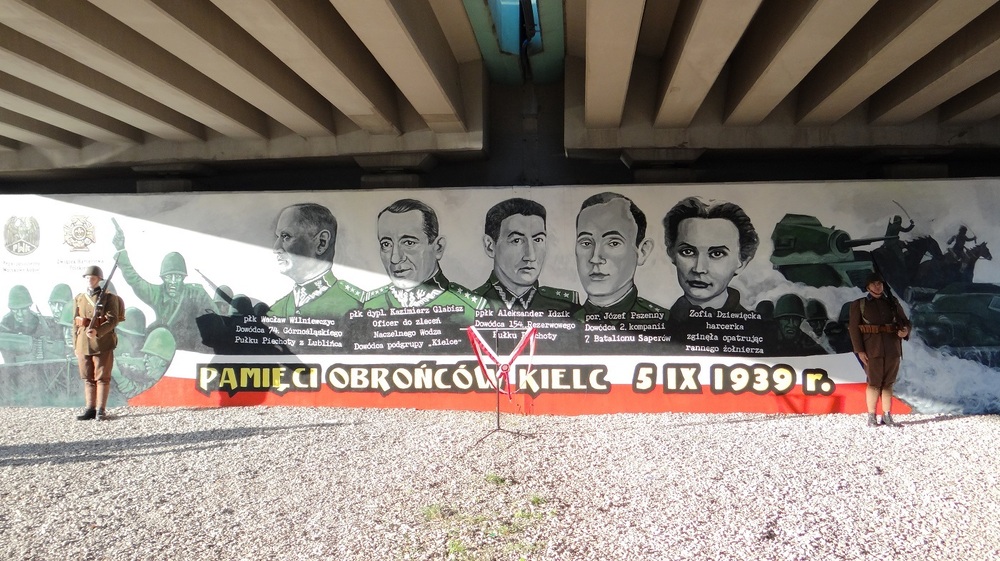 płk Wacław Wilniewczyc
Dowódca 74. Górnośląskiego
Pułku Piechoty z Lublińca
płk dypl. Kazimierz Glabisz
Oficer do zleceń
Naczelnego Wodza
Dowódca podgrupy „Kielce"
ppłk Aleksander Idzik
Dowódca 154. Rezerwowego
Pułku Piechoty
por. Józef Pszenny
Dowódca 2. kompanii
7. Batalionu Saperów
Zofia Dziewięcka
harcerka
zginęła opatrując
rannego żołnierza
PAMIĘCI OBROŃCÓW KIELC 5 IX 1939 r.